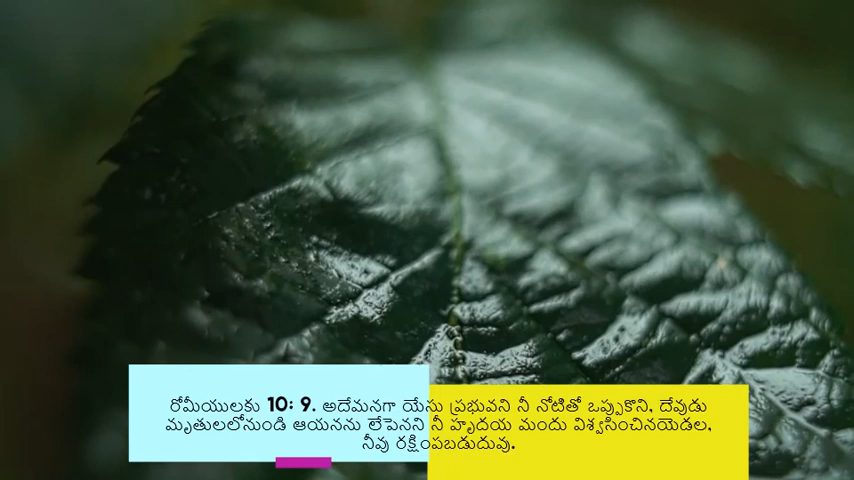 రోమీయులకు 10: 9. అదేమనగా యేసు ప్రభువని నీ నోటితో ఒప్పుకొని, దేవుడు
మృతులలోనుండి ఆయనను లేపెనని నీ హృదయ మందు విశ్వసించినయెడల,
నీవు రక్షింపబడుదువు.